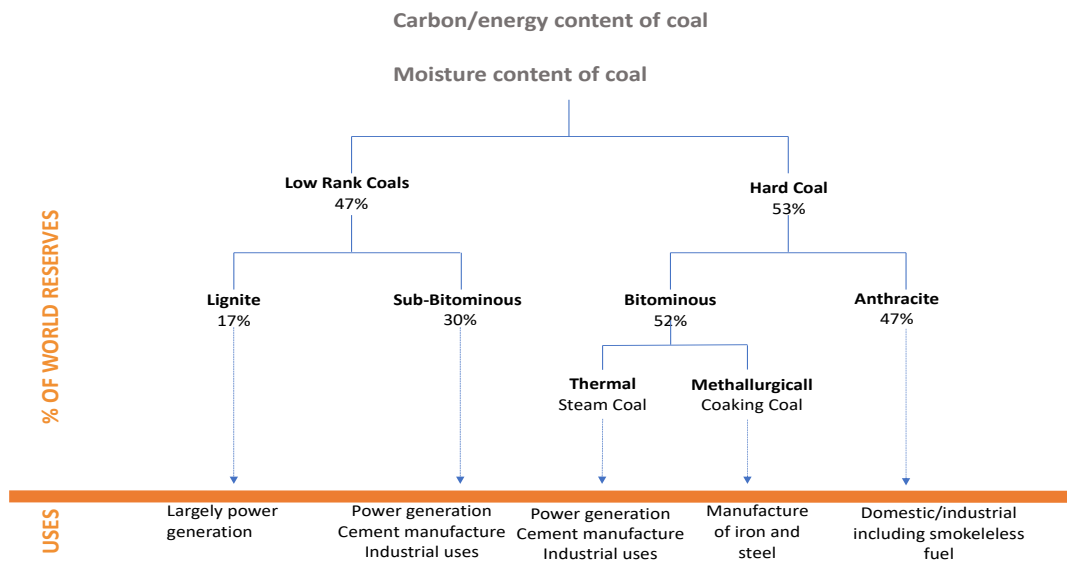 Carbon/energy content of coal
Moisture content of coal
% OF WORLD RESERVES
Low Rank Coals
47%
Hard Coal
53%
Lignite
17%
Sub-Bitominous
30%
Bitominous
52%
Anthracite
47%
Thermal
Steam Coal
Methallurgicall
Coaking Coal
USES
Largely power
generation
Power generation
Cement manufacture
Industrial uses
Power generation
Cement manufacture
Industrial uses
Manufacture
of iron and
steel
Domestic/industrial
including smokeleless
fuel